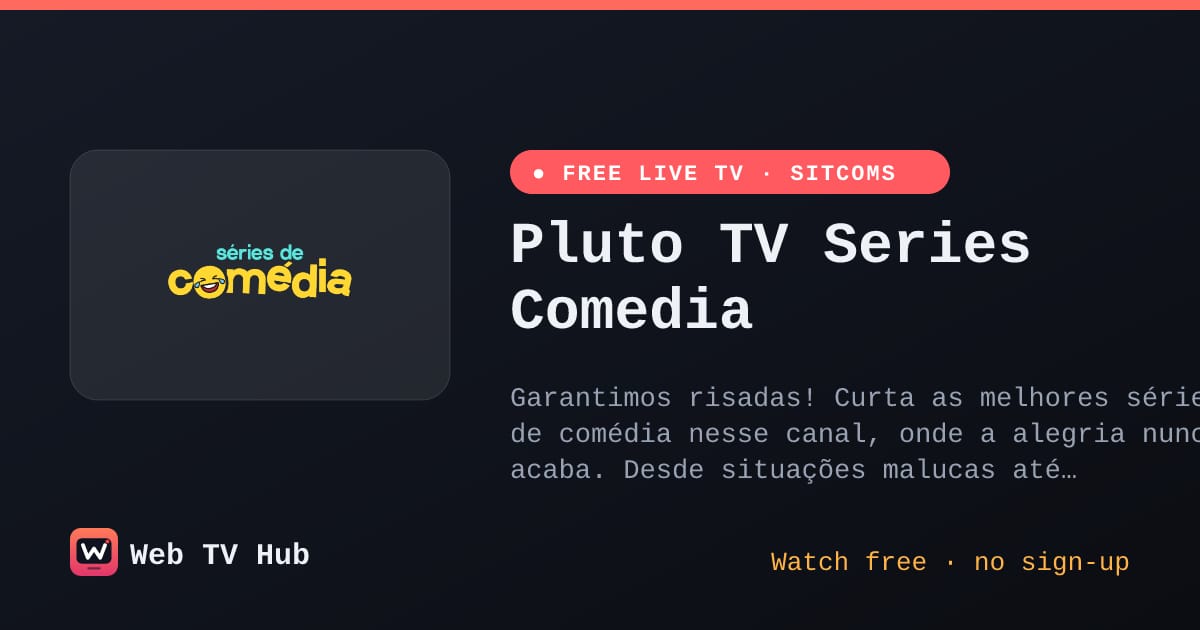 séries de
comédia
• FREE LIVE TV · SITCOMS
Pluto TV Series
Comedia
Garantimos risadas! Curta as melhores série
de comédia nesse canal, onde a alegria nunc
acaba. Desde situações malucas até…
Web TV Hub
Watch free · no sign-up